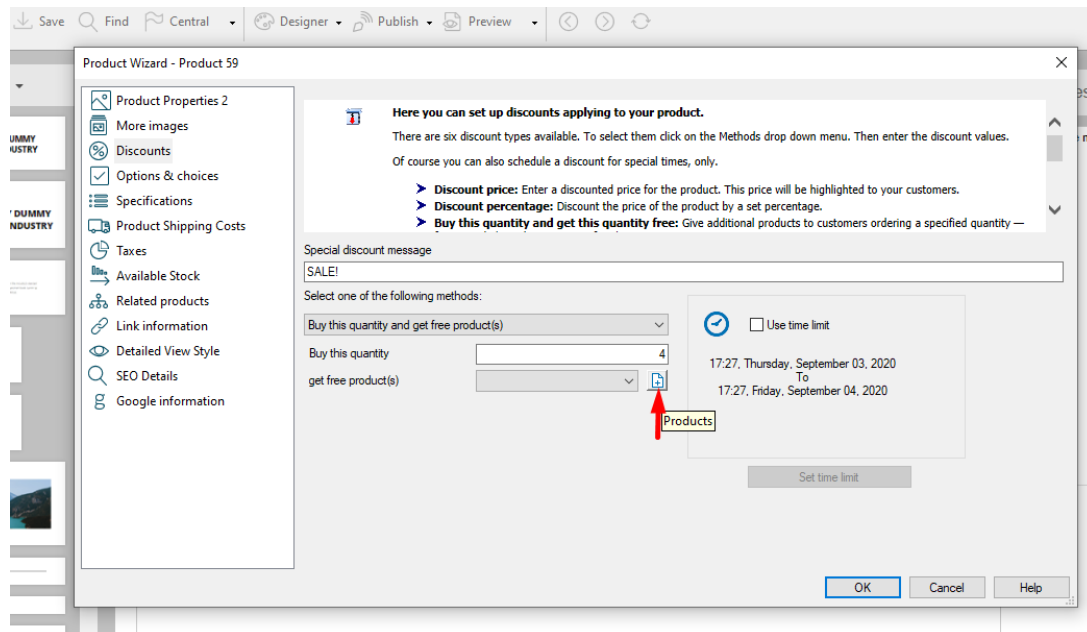 Save Find Central Designer Publish Preview
Product Wizard - Product 59
Product Properties 2
More images
Discounts
Options & choices
Specifications
Product Shipping Costs
Taxes
Available Stock
Related products
Link information
Detailed View Style
SEO Details
Google information
Here you can set up discounts applying to your product.
There are six discount types available. To select them click on the Methods drop down menu. Then enter the discount values.
Of course you can also schedule a discount for special times, only.
Discount price: Enter a discounted price for the product. This price will be highlighted to your customers.
Discount percentage: Discount the price of the product by a set percentage.
Buy this quantity and get this quantity free: Give additional products to customers ordering a specified quantity —
Special discount message
SALE!
Select one of the following methods:
Buy this quantity and get free product(s)
Buy this quantity 4
get free product(s)
Products
Use time limit
17:27, Thursday, September 03, 2020
To
17:27, Friday, September 04, 2020
Set time limit
OK Cancel Help
UMMY
USTRY
DUMMY
NDUSTRY